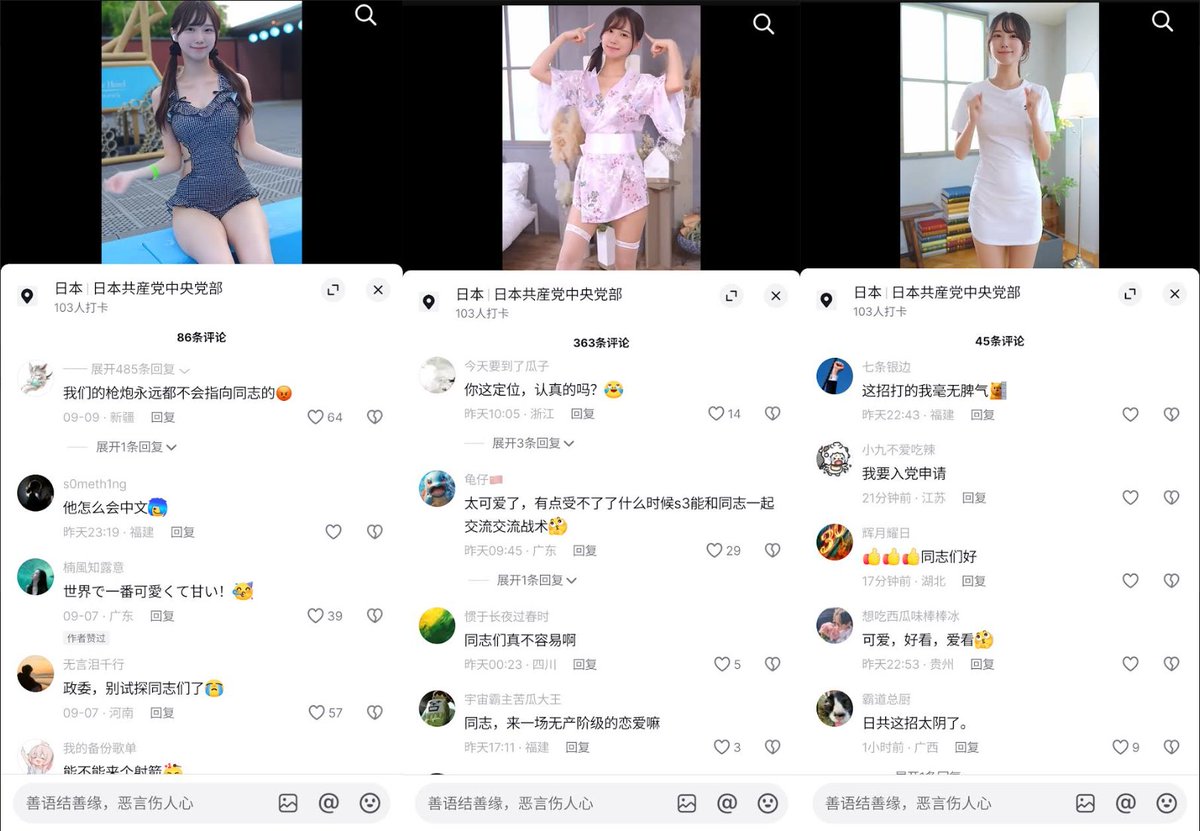 日本 | 日本共産党中央党部
103人打卡
86条评论
展开485条回复
我们的枪炮永远都不会指向同志的😡
09-09 · 新疆 回复
64
展开1条回复
s0meth1ng
他怎么会中文
昨天23:19 · 福建 回复
楠風知露意
世界で一番可愛くて甘い！🥳
09-07 · 广东 回复
39
作者赞过
无言泪千行
政委，别试探同志们了😭
09-07 · 河南 回复
57
我的备份歌单
能不能来个射箭
善语结善缘，恶言伤人心
日本 | 日本共産党中央党部
103人打卡
363条评论
今天要到了瓜子
你这定位，认真的吗？😂
昨天10:05 · 浙江 回复
14
展开3条回复
龟仔
太可爱了，有点受不了了什么时候s3能和同志一起
交流交流战术🤔
昨天09:45 · 广东 回复
29
展开1条回复
惯于长夜过春时
同志们真不容易啊
昨天00:23 · 四川 回复
5
宇宙霸主苦瓜大王
同志，来一场无产阶级的恋爱嘛
昨天17:11 · 福建 回复
3
善语结善缘，恶言伤人心
日本 | 日本共産党中央党部
103人打卡
45条评论
七条银边
这招打的我毫无脾气
昨天22:43 · 福建 回复
小九不爱吃辣
我要入党申请
21分钟前 · 江苏 回复
辉月耀日
👍👍👍同志们好
17分钟前 · 湖北 回复
想吃西瓜味棒棒冰
可爱，好看，爱看🤔
昨天22:53 · 贵州 回复
霸道总厨
日共这招太阴了。
1小时前 · 广西 回复
9
展开1条回复
善语结善缘，恶言伤人心